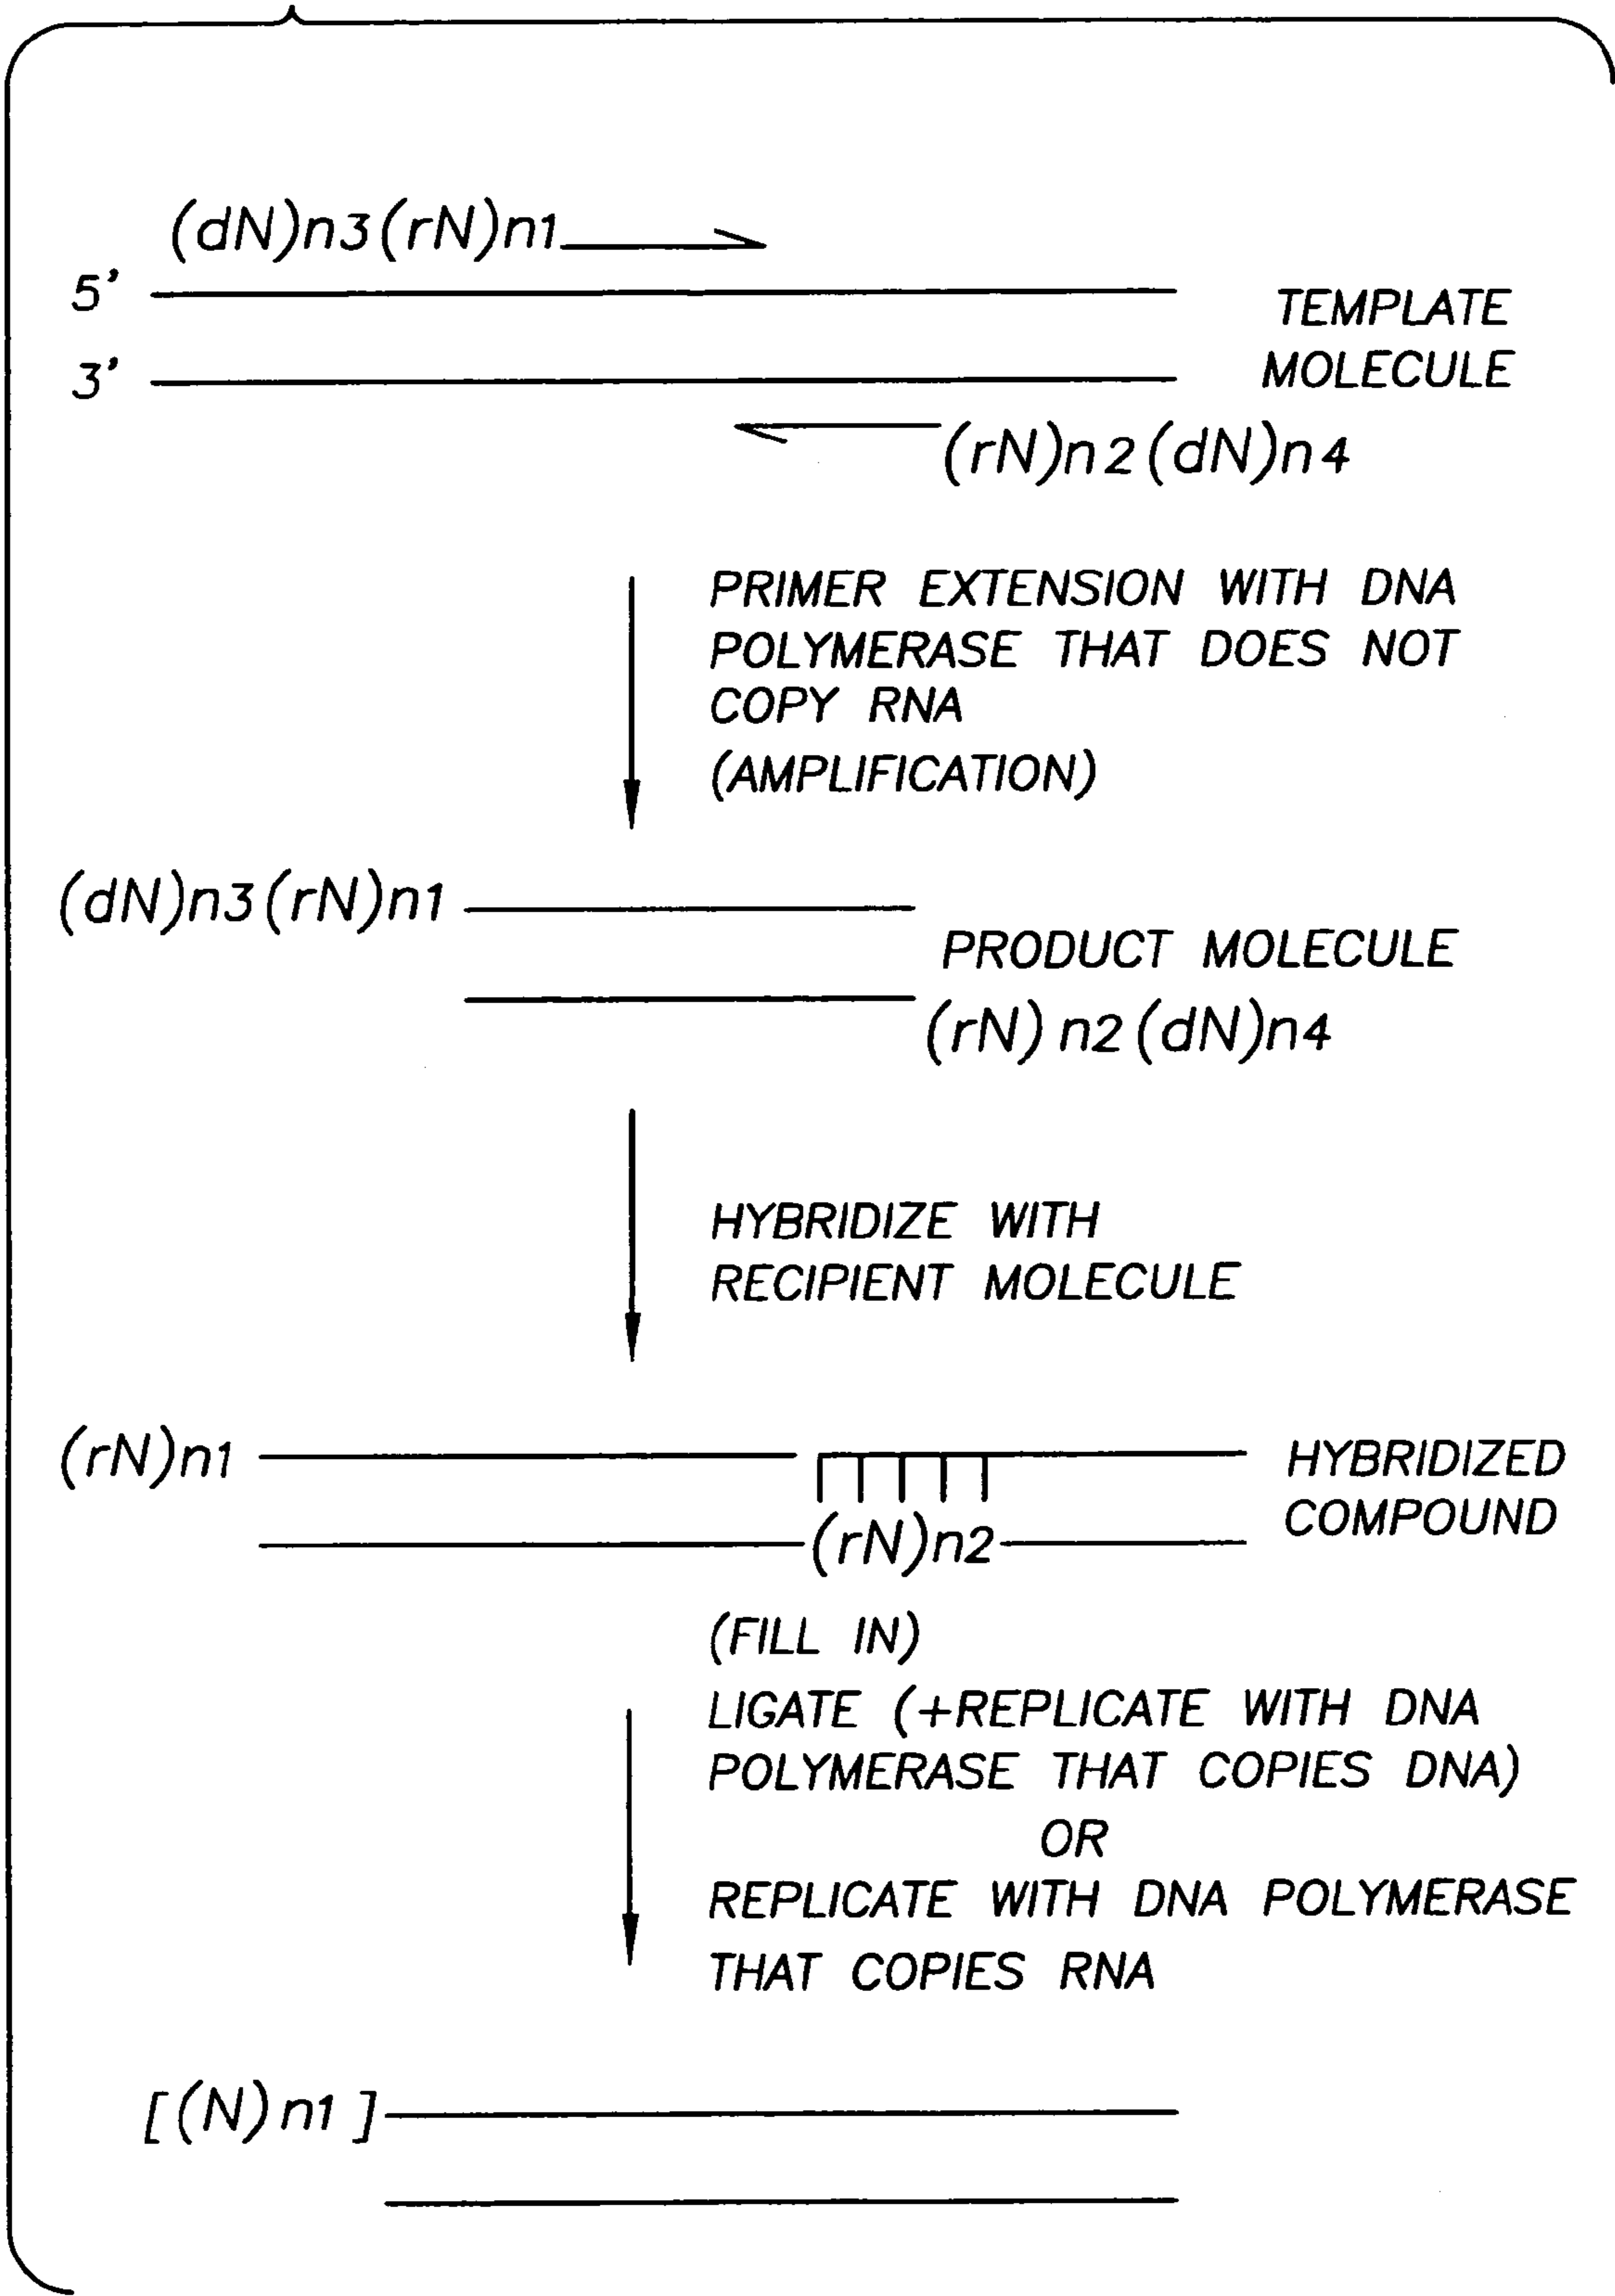 (dN)n3(rN)n1
5'
TEMPLATE
3'
MOLECULE
(rN)n2(dN)n4
PRIMER EXTENSION WITH DNA
POLYMERASE THAT DOES NOT
COPY RNA
(AMPLIFICATION)
(dN)n3(rN)n1
PRODUCT MOLECULE
(rN)n2(dN)n4
HYBRIDIZE WITH
RECIPIENT MOLECULE
(rN)n1
HYBRIDIZED
COMPOUND
(rN)n2
(FILL IN)
LIGATE (+REPLICATE WITH DNA
POLYMERASE THAT COPIES DNA)
OR
REPLICATE WITH DNA POLYMERASE
THAT COPIES RNA
[(N)n1]